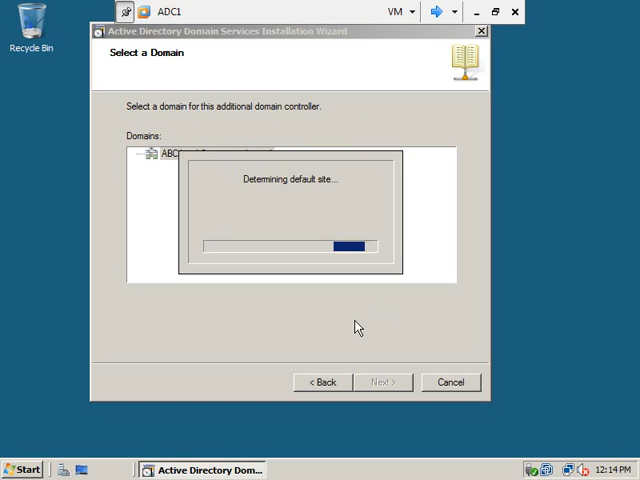 ADC1
VM
Recycle Bin
Active Directory Domain Services Installation Wizard
Select a Domain
Select a domain for this additional domain controller.
Domains:
Determining default site...
< Back
Next >
Cancel
Start
Active Directory Dom...
12:14 PM